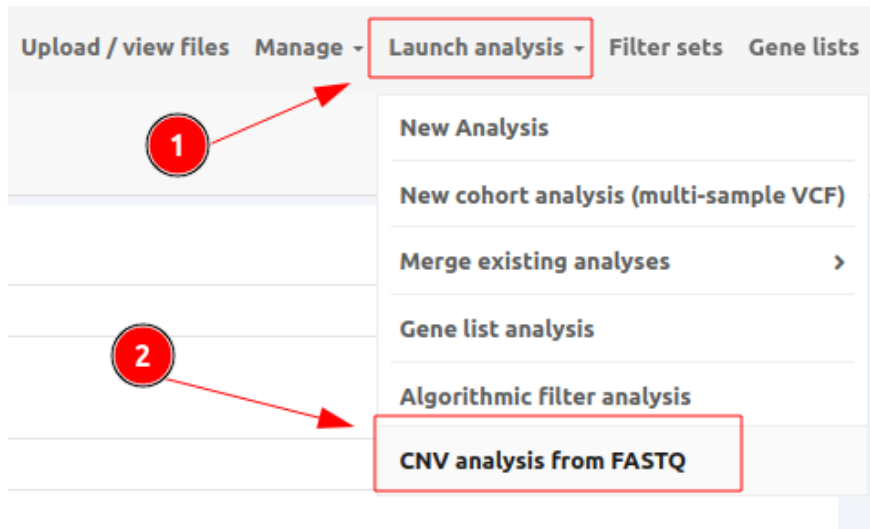 Upload / view files Manage Launch analysis Filter sets Gene lists
1
New Analysis
New cohort analysis (multi-sample VCF)
Merge existing analyses
Gene list analysis
2
Algorithmic filter analysis
CNV analysis from FASTQ